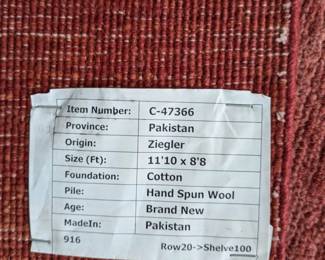 Item Number: C-47366
Province: Pakistan
Origin: Ziegler
Size (Ft): 11'10 x 8'8
Foundation: Cotton
Pile: Hand Spun Wool
Age: Brand New
MadeIn: Pakistan
916 Row20->Shelve100